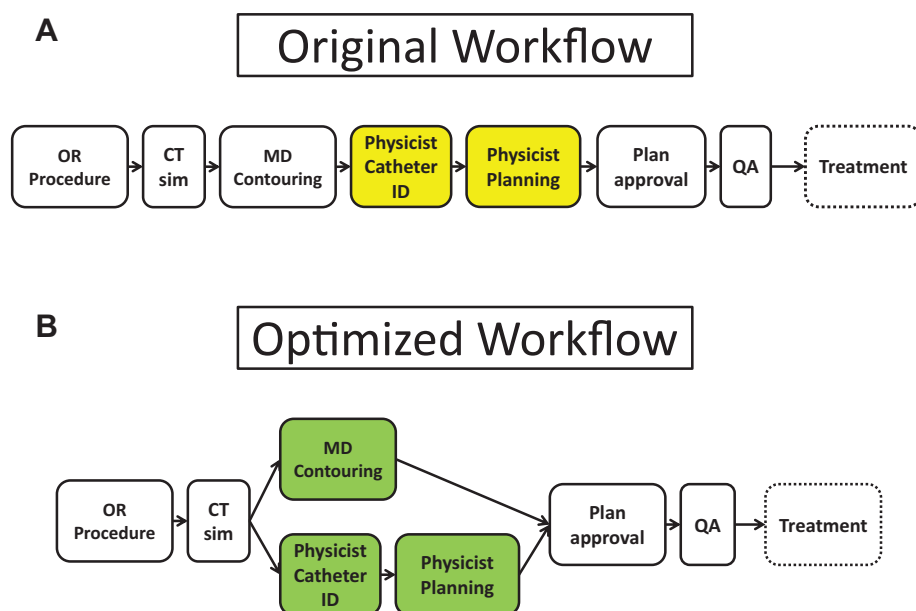 A
Original Workflow
OR
Procedure
CT
sim
MD
Contouring
Physicist
Catheter
ID
Physicist
Planning
Plan
approval
QA
Treatment
B
Optimized Workflow
OR
Procedure
CT
sim
MD
Contouring
Physicist
Catheter
ID
Physicist
Planning
Plan
approval
QA
Treatment